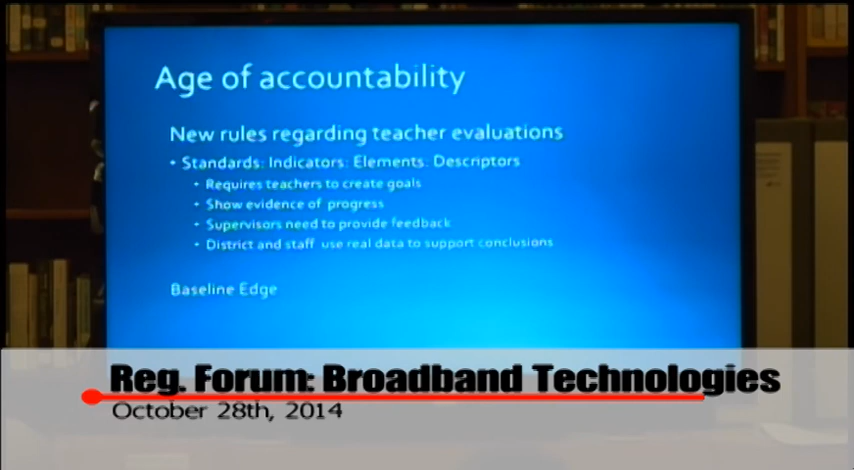 Age of accountability
New rules regarding teacher evaluations
• Standards: Indicators: Elements: Descriptors
• Requires teachers to create goals
• Show evidence of progress
• Supervisors need to provide feedback
• District and staff use real data to support conclusions
Baseline Edge
Reg. Forum: Broadband Technologies
October 28th, 2014